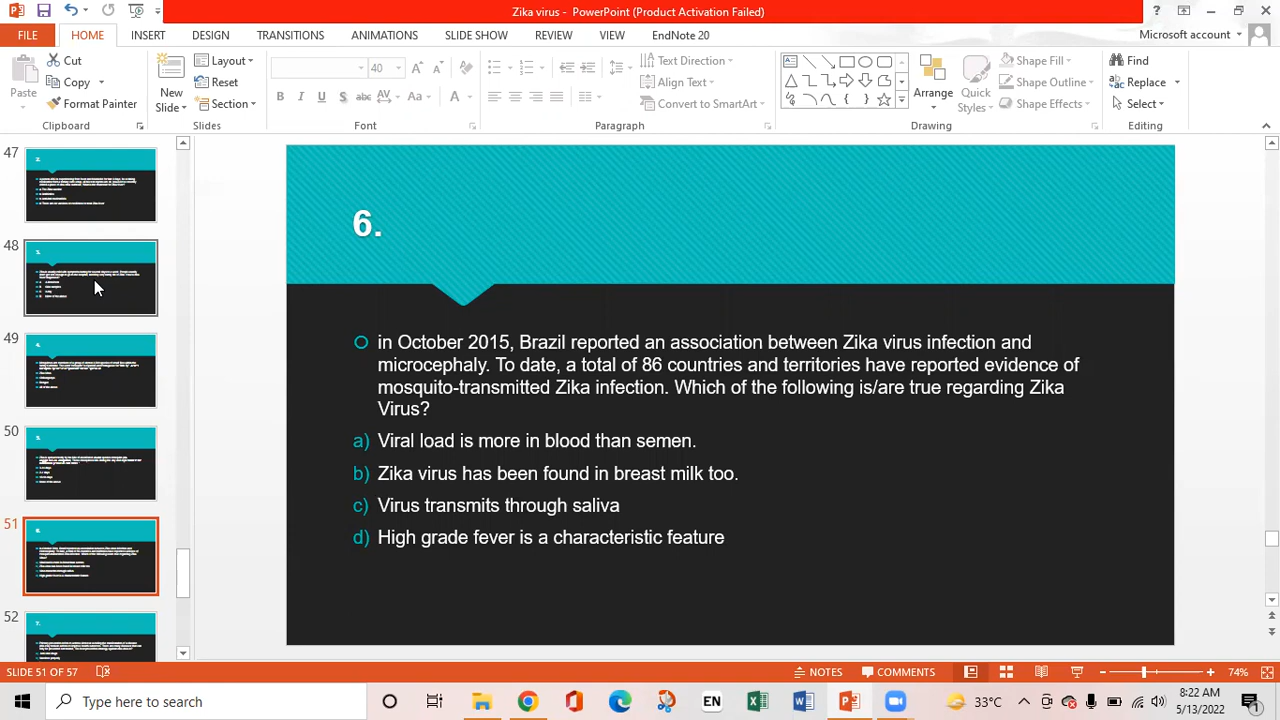 Zika virus - PowerPoint (Product Activation Failed)
FILE HOME INSERT DESIGN TRANSITIONS ANIMATIONS SLIDE SHOW REVIEW VIEW EndNote 20 Microsoft account
Paste
Cut
Copy
Format Painter
Clipboard
New Slide
Layout
Reset
Section
Slides
40
B I U S abc AV Aa A
Font
Text Direction
Align Text
Convert to SmartArt
Paragraph
Arrange
Quick Styles
Shape Fill
Shape Outline
Shape Effects
Drawing
Find
Replace
Select
Editing
47
48
49
50
51
52
6.
in October 2015, Brazil reported an association between Zika virus infection and
microcephaly. To date, a total of 86 countries and territories have reported evidence of
mosquito-transmitted Zika infection. Which of the following is/are true regarding Zika
Virus?
a) Viral load is more in blood than semen.
b) Zika virus has been found in breast milk too.
c) Virus transmits through saliva
d) High grade fever is a characteristic feature
SLIDE 51 OF 57 NOTES COMMENTS 74%
Type here to search
EN
33°C
8:22 AM
5/13/2022